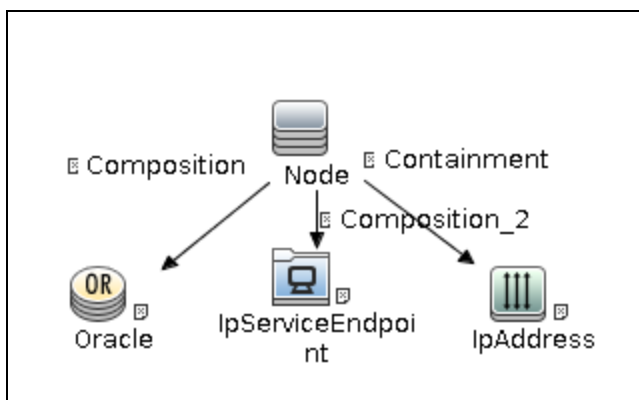 Composition
Containment
Node
Composition_2
OR
Oracle
IpServiceEndpoi
nt
IpAddress